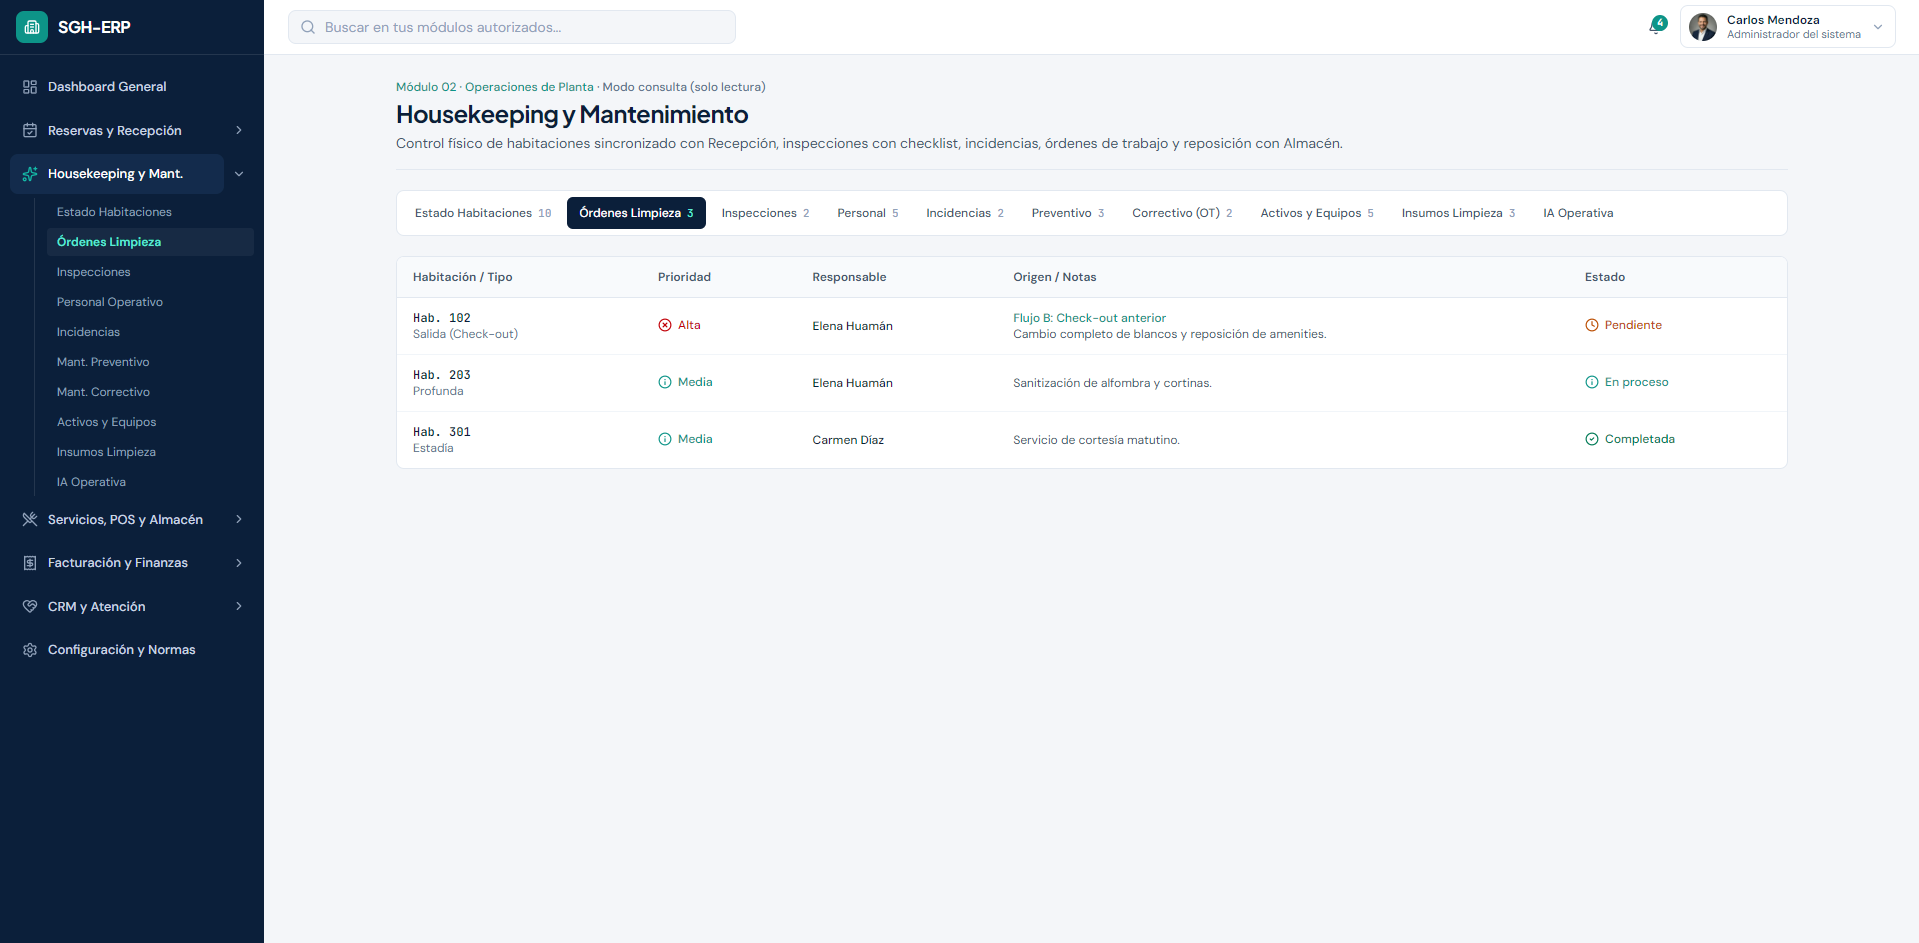 SGH-ERP
Buscar en tus módulos autorizados...
4
Carlos Mendoza
Administrador del sistema
Dashboard General
Reservas y Recepción
Housekeeping y Mant.
Estado Habitaciones
Órdenes Limpieza
Inspecciones
Personal Operativo
Incidencias
Mant. Preventivo
Mant. Correctivo
Activos y Equipos
Insumos Limpieza
IA Operativa
Servicios, POS y Almacén
Facturación y Finanzas
CRM y Atención
Configuración y Normas
Módulo 02 · Operaciones de Planta · Modo consulta (solo lectura)
Housekeeping y Mantenimiento
Control físico de habitaciones sincronizado con Recepción, inspecciones con checklist, incidencias, órdenes de trabajo y reposición con Almacén.
Estado Habitaciones 10 Órdenes Limpieza 3 Inspecciones 2 Personal 5 Incidencias 2 Preventivo 3 Correctivo (OT) 2 Activos y Equipos 5 Insumos Limpieza 3 IA Operativa
Habitación / Tipo Prioridad Responsable Origen / Notas Estado
Hab. 102
Salida (Check-out)
Alta
Elena Huamán
Flujo B: Check-out anterior
Cambio completo de blancos y reposición de amenities.
Pendiente
Hab. 203
Profunda
Media
Elena Huamán
Sanitización de alfombra y cortinas.
En proceso
Hab. 301
Estadía
Media
Carmen Díaz
Servicio de cortesía matutino.
Completada